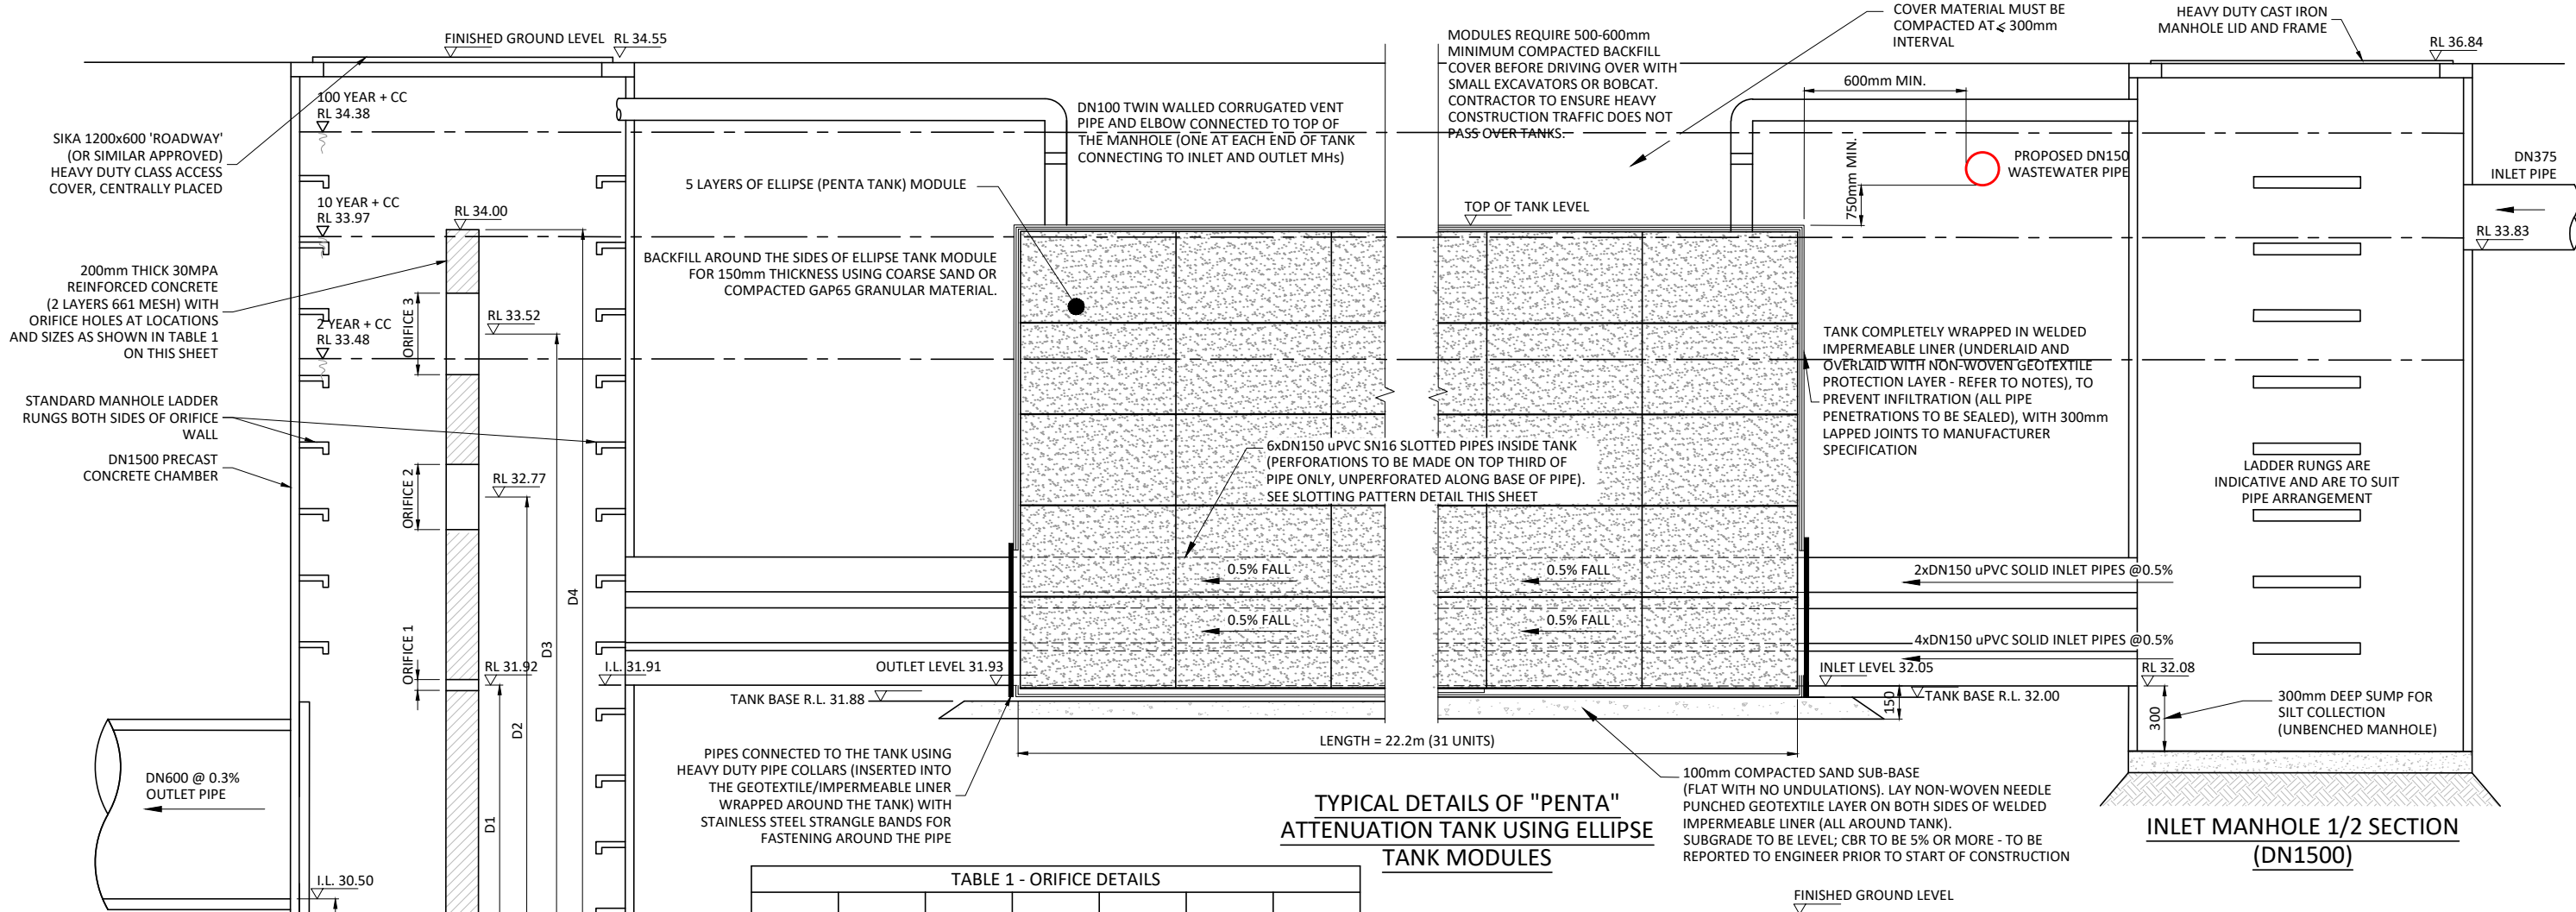 FINISHED GROUND LEVEL
RL 34.55
100 YEAR + CC
RL 34.38
SIKA 1200x600 'ROADWAY'
(OR SIMILAR APPROVED)
HEAVY DUTY CLASS ACCESS
COVER, CENTRALLY PLACED
10 YEAR + CC
RL 33.97
RL 34.00
200mm THICK 30MPA
REINFORCED CONCRETE
(2 LAYERS 661 MESH) WITH
ORIFICE HOLES AT LOCATIONS
AND SIZES AS SHOWN IN TABLE 1
ON THIS SHEET
2 YEAR + CC
RL 33.48
ORIFICE 3
RL 33.52
STANDARD MANHOLE LADDER
RUNGS BOTH SIDES OF ORIFICE
WALL
DN1500 PRECAST
CONCRETE CHAMBER
ORIFICE 2
RL 32.77
ORIFICE 1
RL 31.92
D1
D2
D3
D4
I.L. 31.91
DN600 @ 0.3%
OUTLET PIPE
I.L. 30.50
DN100 TWIN WALLED CORRUGATED VENT
PIPE AND ELBOW CONNECTED TO TOP OF
THE MANHOLE (ONE AT EACH END OF TANK
CONNECTING TO INLET AND OUTLET MHs)
5 LAYERS OF ELLIPSE (PENTA TANK) MODULE
BACKFILL AROUND THE SIDES OF ELLIPSE TANK MODULE
FOR 150mm THICKNESS USING COARSE SAND OR
COMPACTED GAP65 GRANULAR MATERIAL.
6xDN150 uPVC SN16 SLOTTED PIPES INSIDE TANK
(PERFORATIONS TO BE MADE ON TOP THIRD OF
PIPE ONLY, UNPERFORATED ALONG BASE OF PIPE).
SEE SLOTTING PATTERN DETAIL THIS SHEET
0.5% FALL
0.5% FALL
0.5% FALL
0.5% FALL
OUTLET LEVEL 31.93
TANK BASE R.L. 31.88
PIPES CONNECTED TO THE TANK USING
HEAVY DUTY PIPE COLLARS (INSERTED INTO
THE GEOTEXTILE/IMPERMEABLE LINER
WRAPPED AROUND THE TANK) WITH
STAINLESS STEEL STRANGLE BANDS FOR
FASTENING AROUND THE PIPE
LENGTH = 22.2m (31 UNITS)
TYPICAL DETAILS OF "PENTA"
ATTENUATION TANK USING ELLIPSE
TANK MODULES
TABLE 1 - ORIFICE DETAILS
MODULES REQUIRE 500-600mm
MINIMUM COMPACTED BACKFILL
COVER BEFORE DRIVING OVER WITH
SMALL EXCAVATORS OR BOBCAT.
CONTRACTOR TO ENSURE HEAVY
CONSTRUCTION TRAFFIC DOES NOT
PASS OVER TANKS.
TOP OF TANK LEVEL
COVER MATERIAL MUST BE
COMPACTED AT ⩽ 300mm
INTERVAL
600mm MIN.
750mm MIN.
PROPOSED DN150
WASTEWATER PIPE
TANK COMPLETELY WRAPPED IN WELDED
IMPERMEABLE LINER (UNDERLAID AND
OVERLAID WITH NON-WOVEN GEOTEXTILE
PROTECTION LAYER - REFER TO NOTES), TO
PREVENT INFILTRATION (ALL PIPE
PENETRATIONS TO BE SEALED), WITH 300mm
LAPPED JOINTS TO MANUFACTURER
SPECIFICATION
2xDN150 uPVC SOLID INLET PIPES @0.5%
4xDN150 uPVC SOLID INLET PIPES @0.5%
INLET LEVEL 32.05
150
TANK BASE R.L. 32.00
100mm COMPACTED SAND SUB-BASE
(FLAT WITH NO UNDULATIONS). LAY NON-WOVEN NEEDLE
PUNCHED GEOTEXTILE LAYER ON BOTH SIDES OF WELDED
IMPERMEABLE LINER (ALL AROUND TANK).
SUBGRADE TO BE LEVEL; CBR TO BE 5% OR MORE - TO BE
REPORTED TO ENGINEER PRIOR TO START OF CONSTRUCTION
FINISHED GROUND LEVEL
HEAVY DUTY CAST IRON
MANHOLE LID AND FRAME
RL 36.84
DN375
INLET PIPE
RL 33.83
LADDER RUNGS ARE
INDICATIVE AND ARE TO SUIT
PIPE ARRANGEMENT
RL 32.08
300
300mm DEEP SUMP FOR
SILT COLLECTION
(UNBENCHED MANHOLE)
INLET MANHOLE 1/2 SECTION
(DN1500)